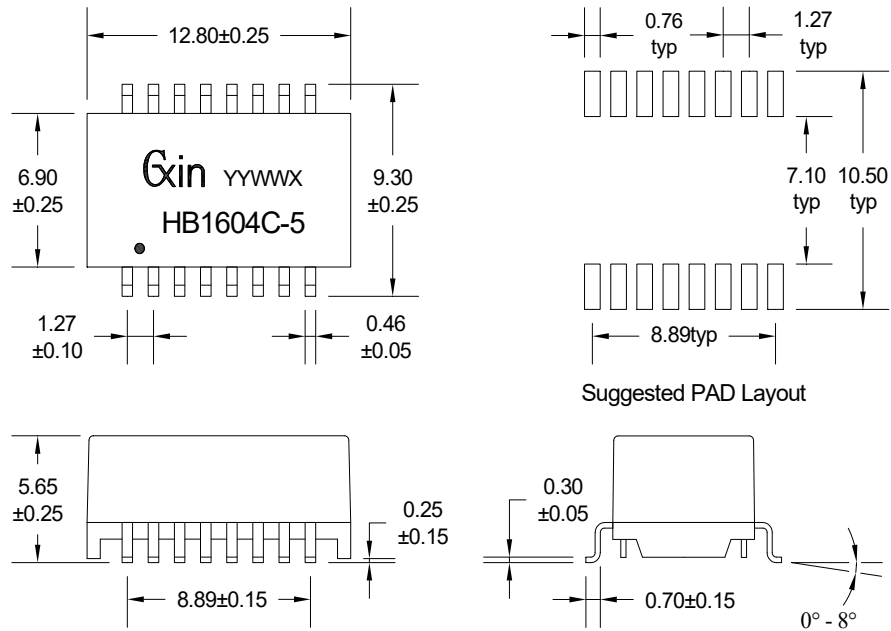 12.80±0.25
6.90
±0.25
Gxin YYWWX
HB1604C-5
9.30
±0.25
1.27
±0.10
0.46
±0.05
0.76
typ
1.27
typ
7.10
typ
10.50
typ
8.89typ
Suggested PAD Layout
5.65
±0.25
0.25
±0.15
8.89±0.15
0.30
±0.05
0.70±0.15
0° - 8°